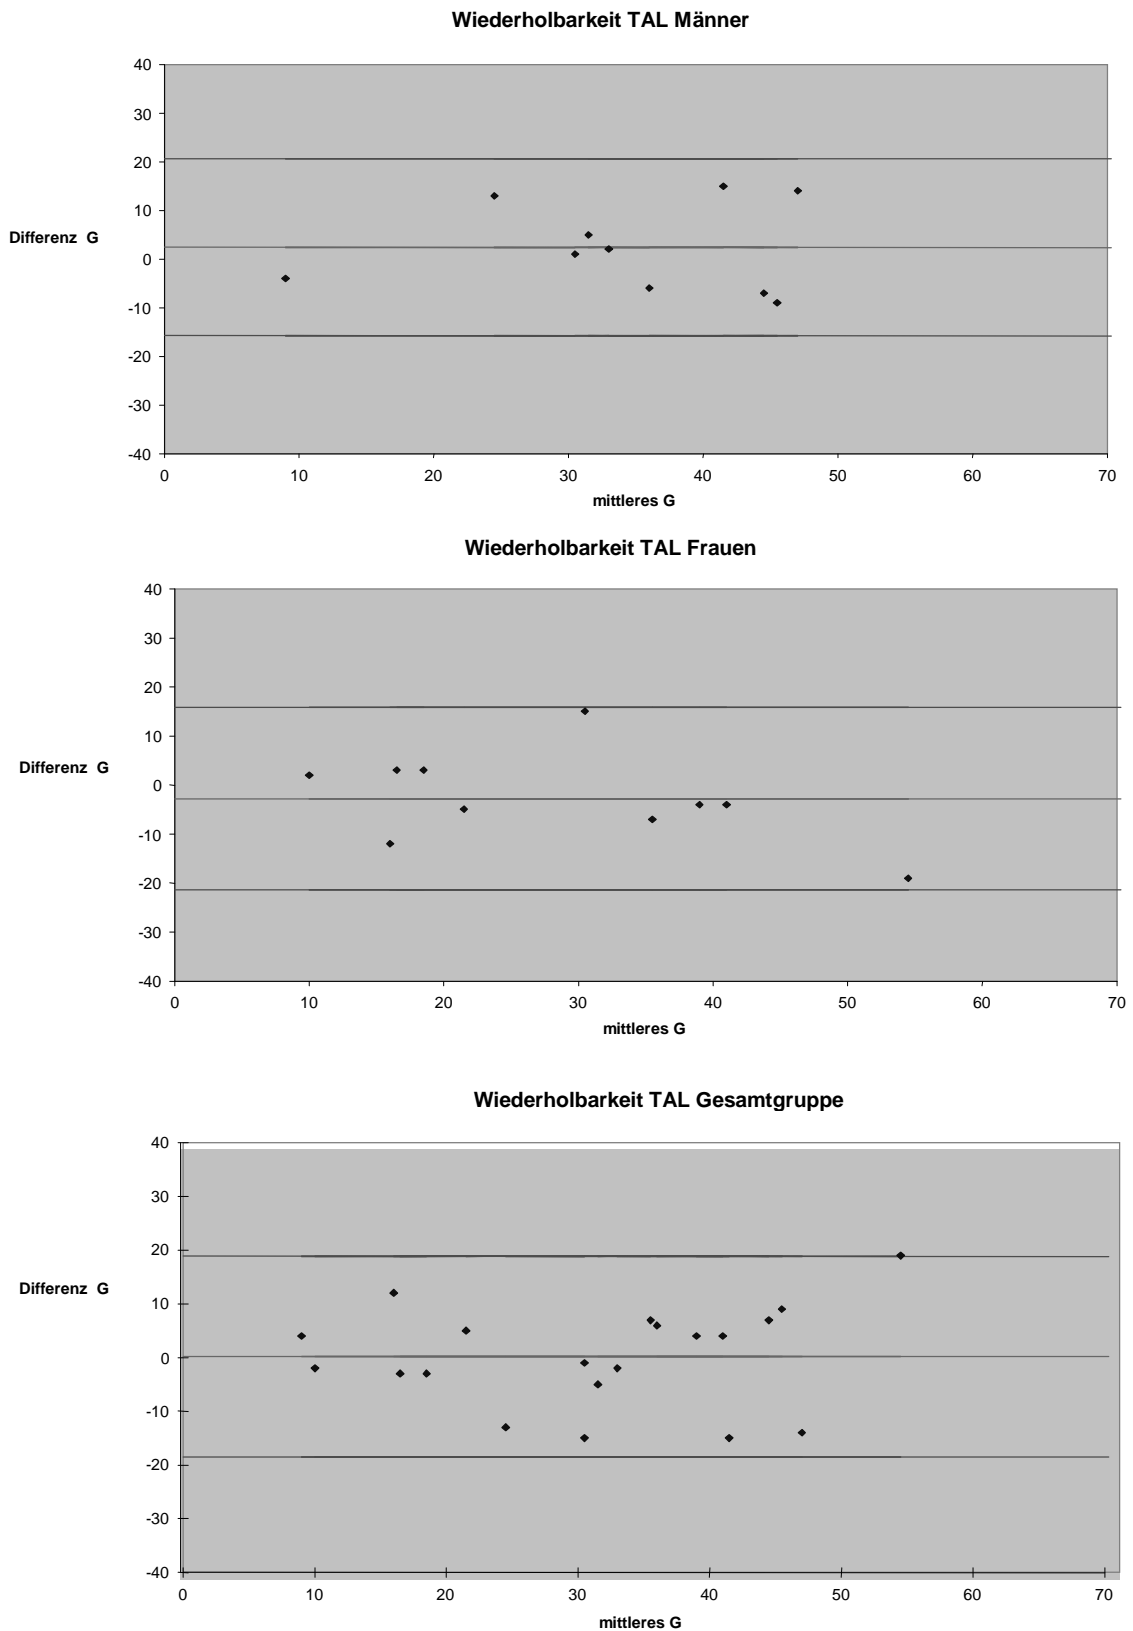 Wiederholbarkeit TAL Männer
40
30
20
10
Differenz G
0
-10
-20
-30
-40
0 10 20 30 40 50 60 70
mittleres G
Wiederholbarkeit TAL Frauen
40
30
20
10
Differenz G
0
-10
-20
-30
-40
0 10 20 30 40 50 60 70
mittleres G
Wiederholbarkeit TAL Gesamtgruppe
40
30
20
Differenz G
10
0
-10
-20
-30
-40
0 10 20 30 40 50 60 70
mittleres G